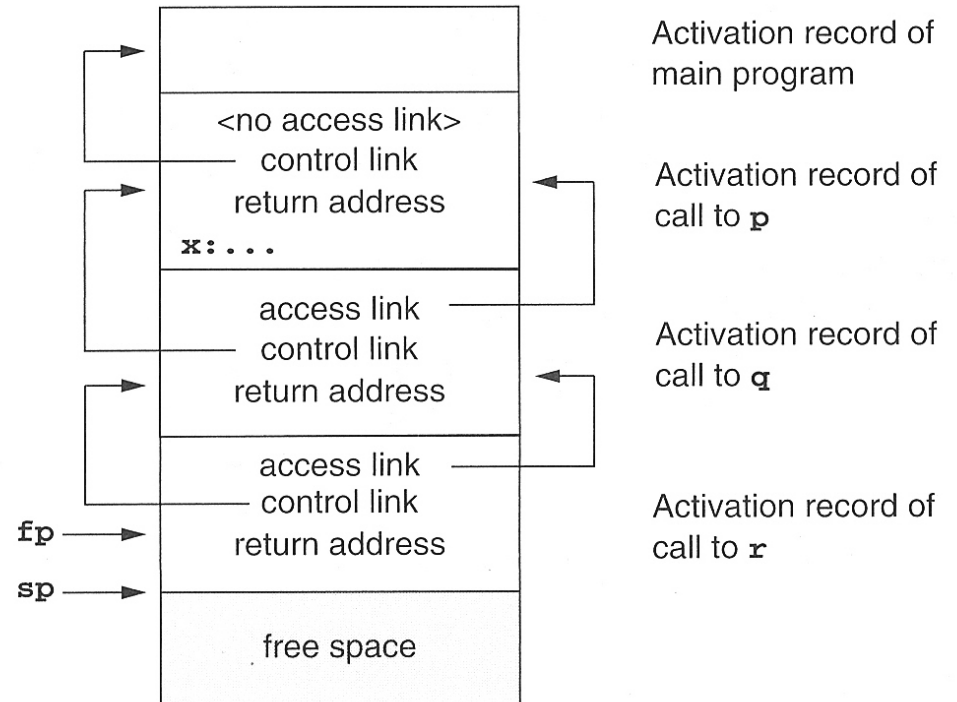 Activation record of
main program
<no access link>
control link
return address
x:...
Activation record of
call to p
access link
control link
return address
Activation record of
call to q
access link
control link
return address
Activation record of
call to r
fp
sp
free space